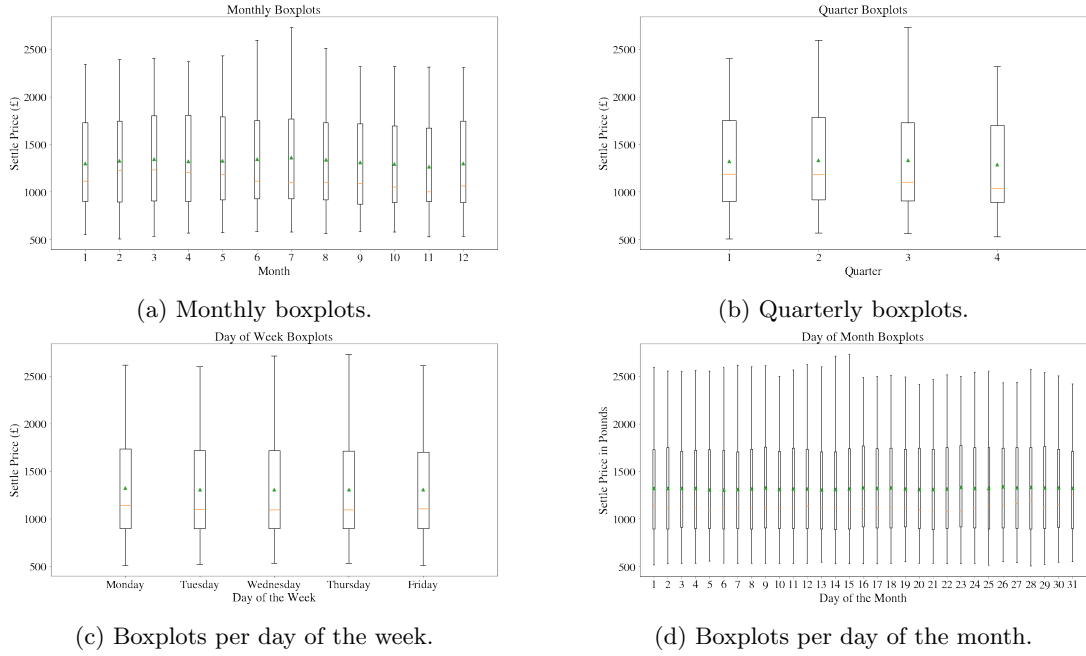 Monthly Boxplots
Settle Price (£)
2500
2000
1500
1000
500
1 2 3 4 5 6 7 8 9 10 11 12
Month
(a) Monthly boxplots.
Quarter Boxplots
Settle Price (£)
2500
2000
1500
1000
500
1 2 3 4
Quarter
(b) Quarterly boxplots.
Day of Week Boxplots
Settle Price (£)
2500
2000
1500
1000
500
Monday Tuesday Wednesday Thursday Friday
Day of the Week
(c) Boxplots per day of the week.
Day of Month Boxplots
Settle Price in Pounds
2500
2000
1500
1000
500
1 2 3 4 5 6 7 8 9 10 11 12 13 14 15 16 17 18 19 20 21 22 23 24 25 26 27 28 29 30 31
Day of the Month
(d) Boxplots per day of the month.